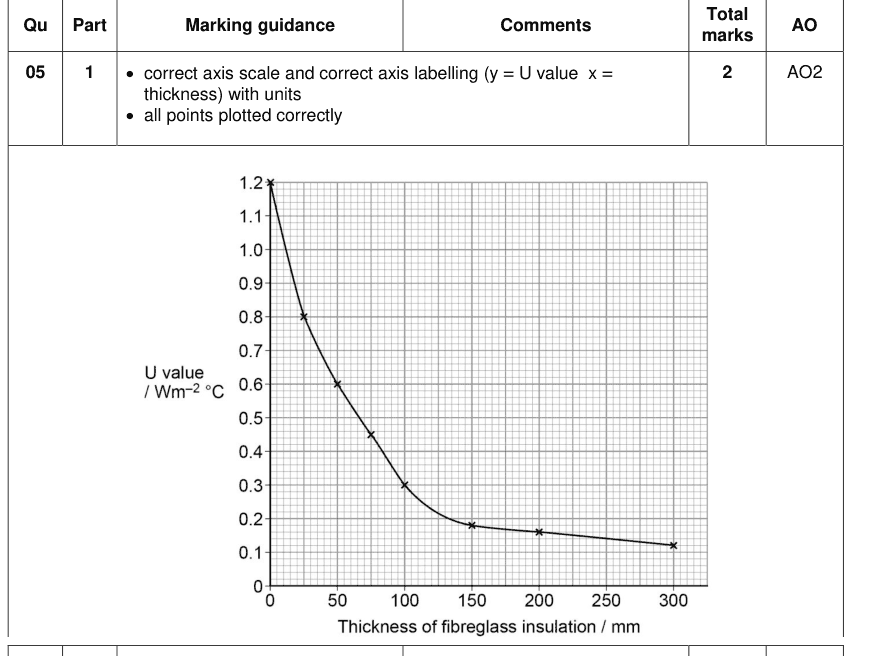 Qu Part Marking guidance Comments Total marks AO
05 1 • correct axis scale and correct axis labelling (y = U value x = 2 AO2
thickness) with units
• all points plotted correctly
1.2
1.1
1.0
0.9
0.8
0.7
U value
/ Wm⁻² °C
0.6
0.5
0.4
0.3
0.2
0.1
0
0 50 100 150 200 250 300
Thickness of fibreglass insulation / mm